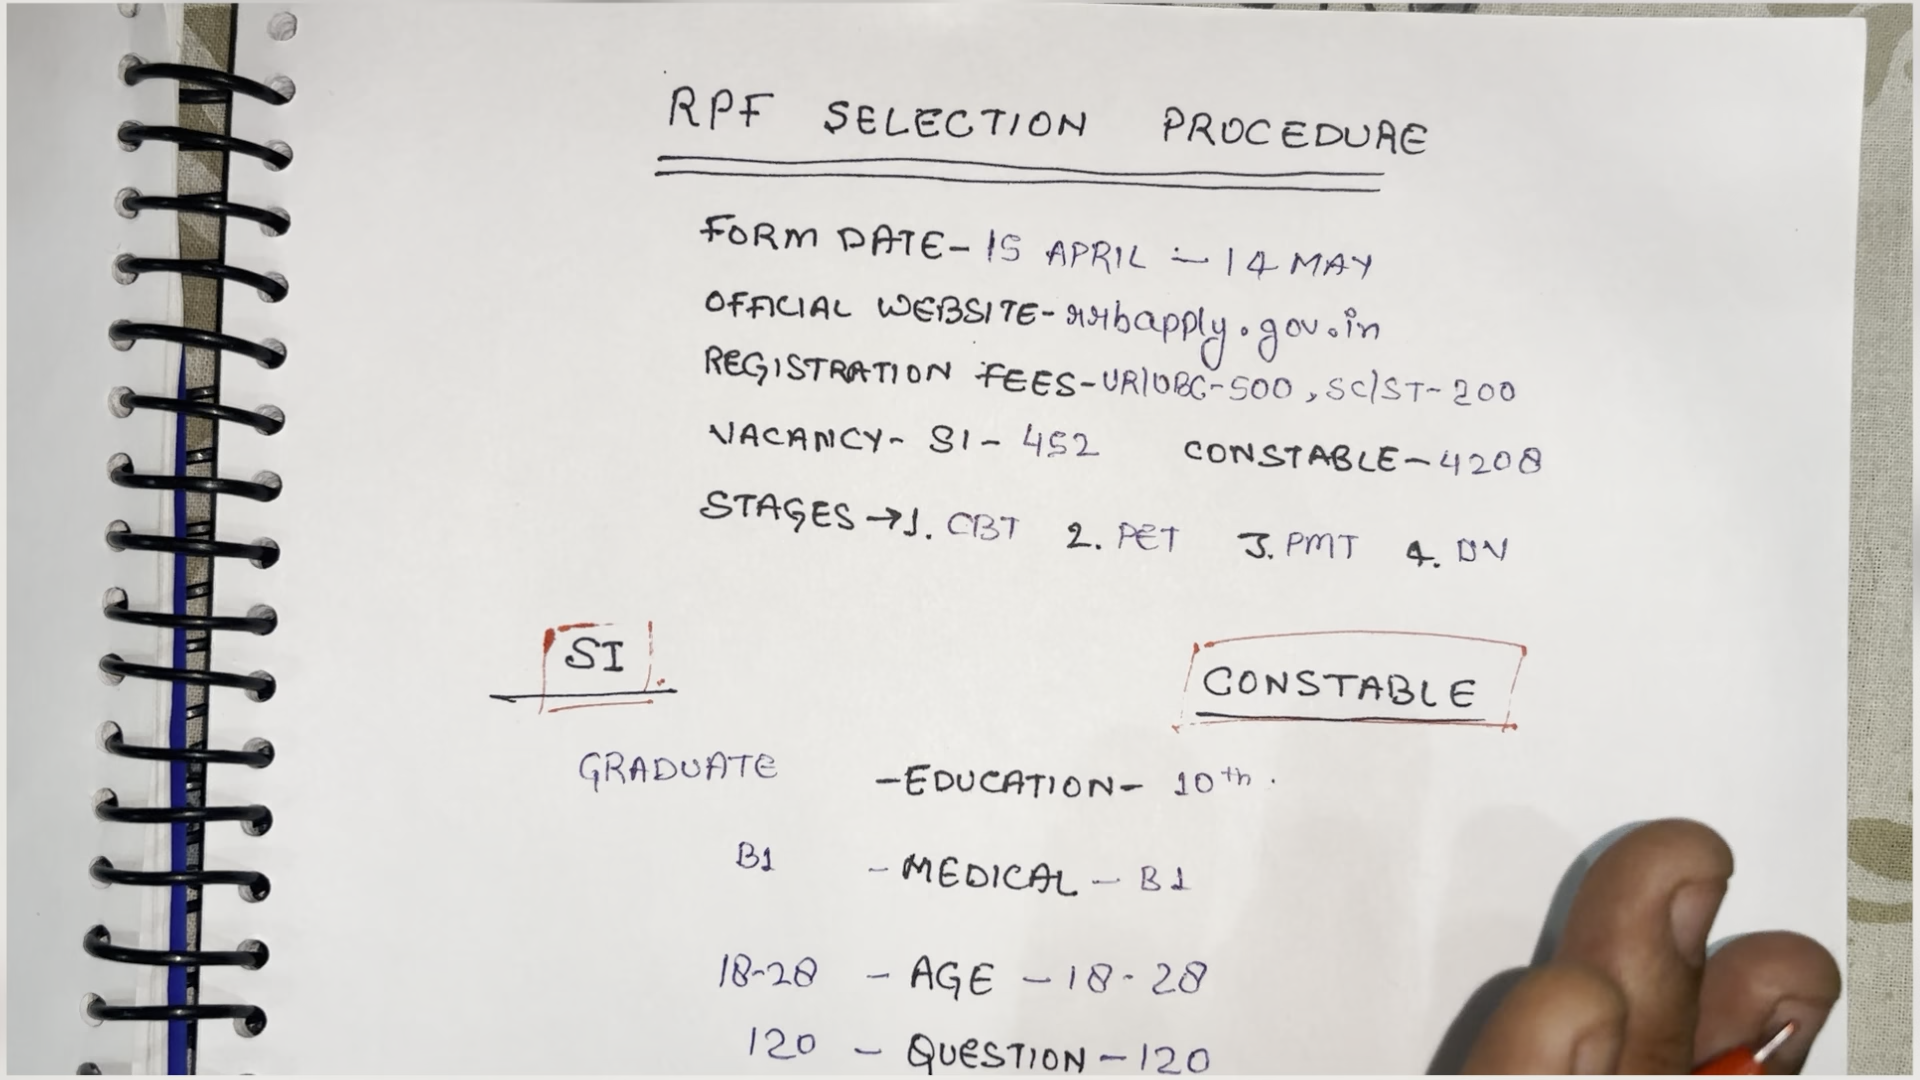 RPF SELECTION PROCEDURE
FORM DATE - 15 APRIL - 14 MAY
OFFICIAL WEBSITE - rrbapply.gov.in
REGISTRATION FEES - UR/OBC - 500, SC/ST - 200
VACANCY - SI - 452 CONSTABLE - 4208
STAGES → 1. CBT 2. PET 3. PMT 4. DV
SI CONSTABLE
GRADUATE - EDUCATION - 10th.
B1 - MEDICAL - B1
18-28 - AGE - 18-28
120 - QUESTION - 120